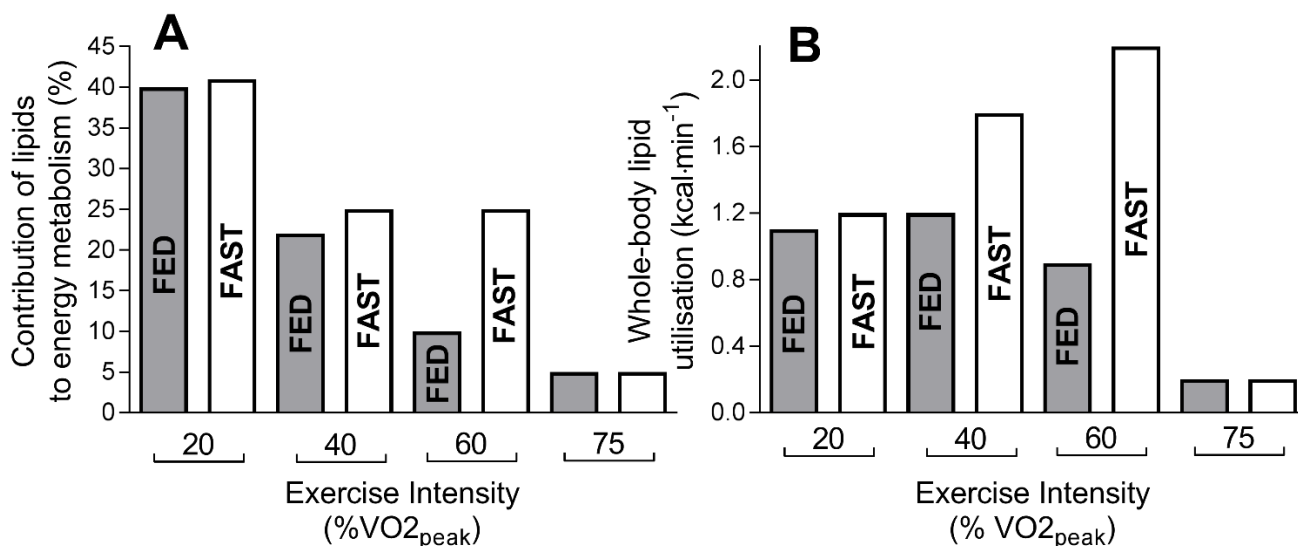 A
Contribution of lipids
to energy metabolism (%)
45
40
35
30
25
20
15
10
5
0
FED
FAST
FED
FAST
FED
FAST
20
40
60
75
Exercise Intensity
(%VO2peak)
B
Whole-body lipid
utilisation (kcal·min⁻¹)
2.0
1.6
1.2
0.8
0.4
0.0
FED
FAST
FED
FAST
FED
FAST
20
40
60
75
Exercise Intensity
(% VO2peak)